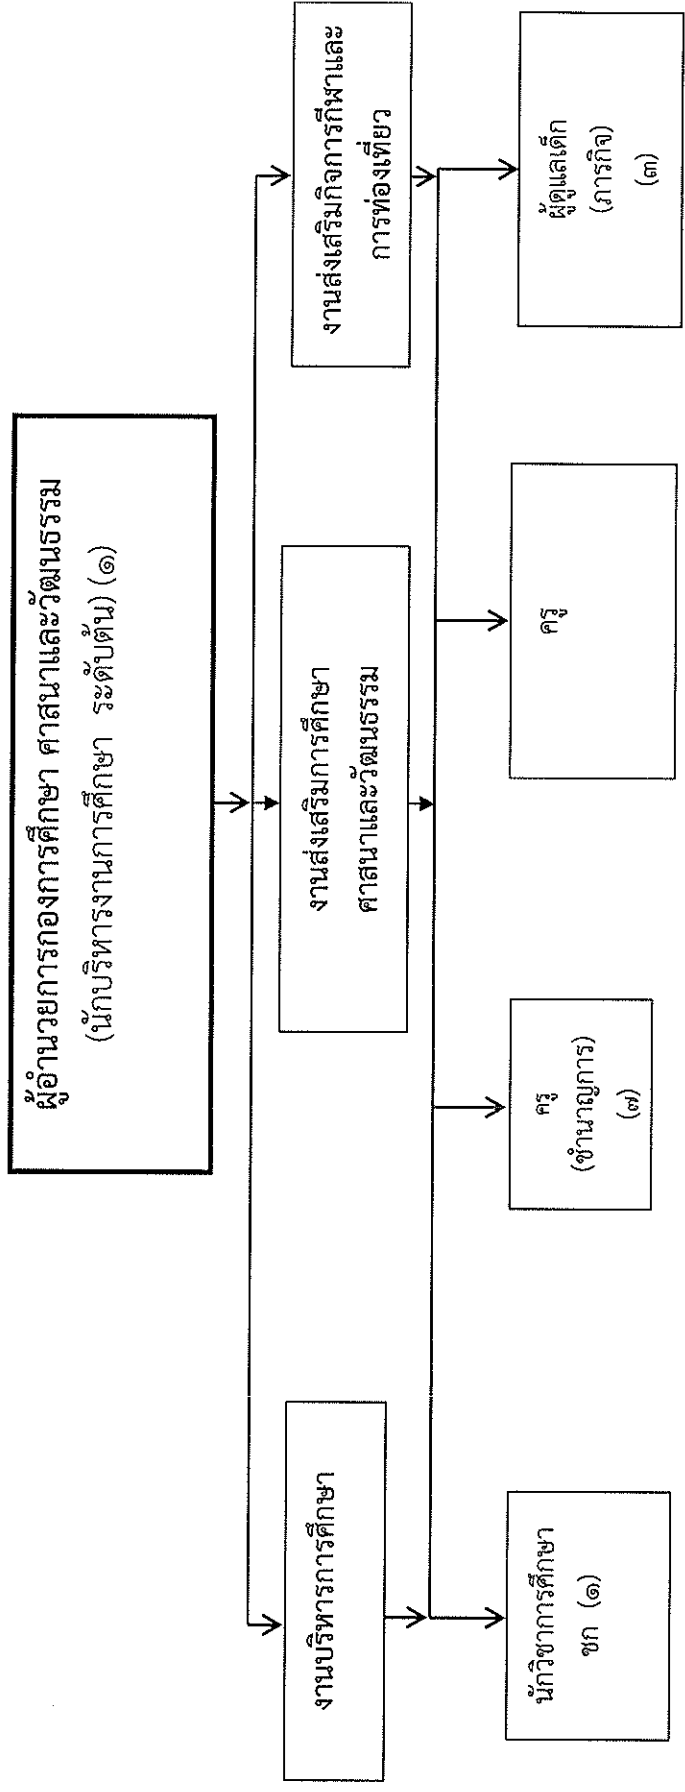 ผู้อำนวยการกองการศึกษา ศาสนาและวัฒนธรรม
(นักบริหารงานการศึกษา ระดับต้น) (๑)
งานบริหารการศึกษา
งานส่งเสริมการศึกษา
ศาสนาและวัฒนธรรม
งานส่งเสริมกิจการกีฬาและ
การท่องเที่ยว
นักวิชาการศึกษา
ชก (๑)
ครู
(ชำนาญการ)
(๗)
ครู
ผู้ดูแลเด็ก
(ภารกิจ)
(๓)